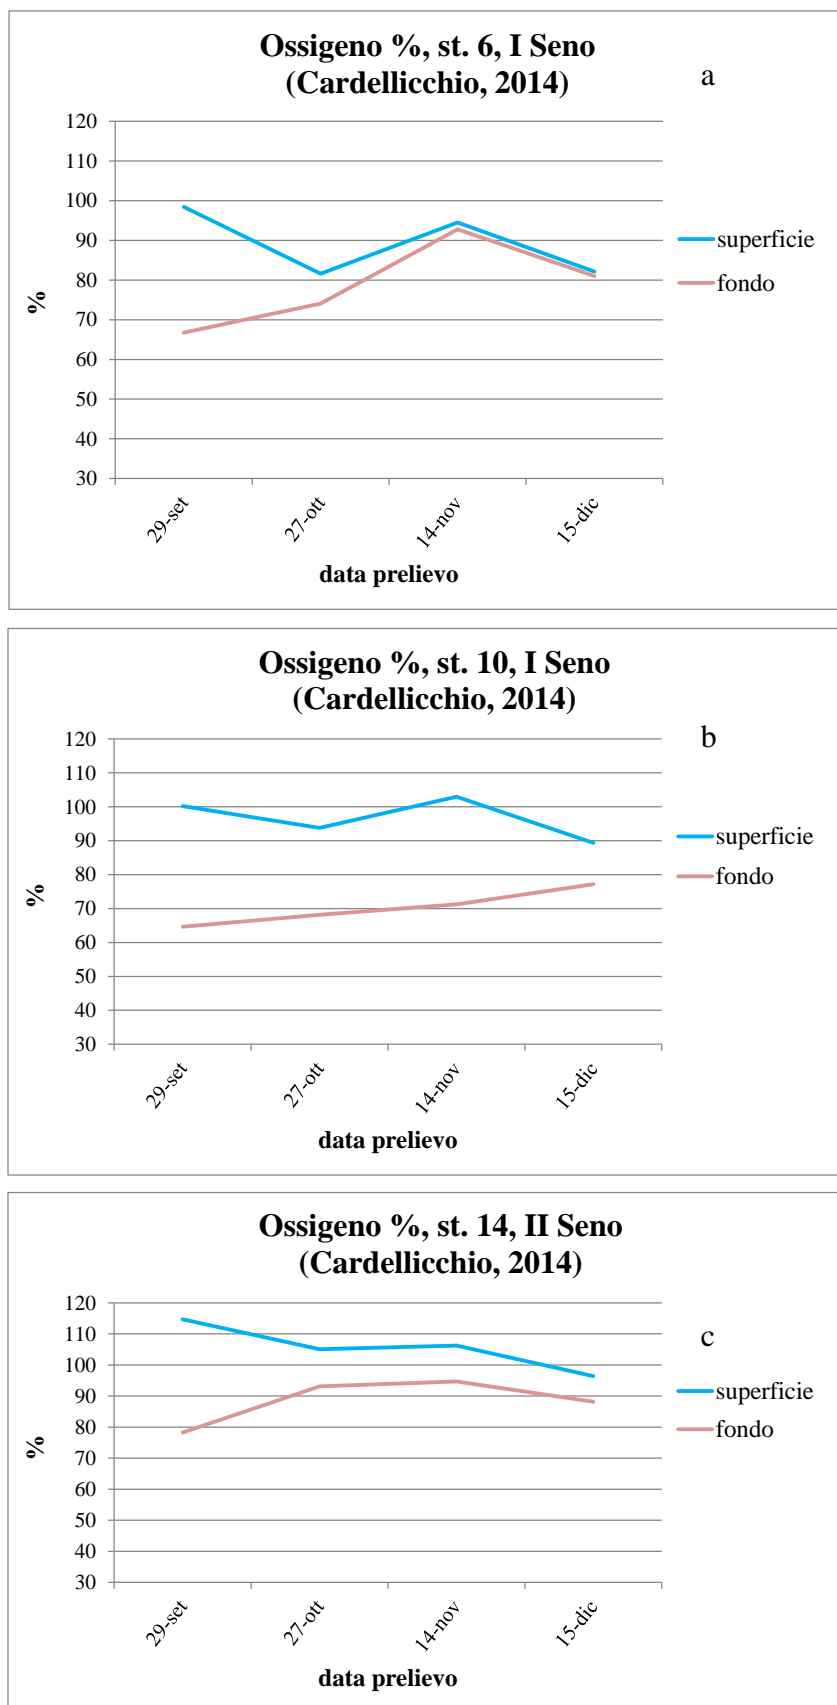 Ossigeno %, st. 6, I Seno
(Cardellicchio, 2014)
a
120
110
100
90
80
70
60
50
40
30
%
superficie
fondo
29-set
27-ott
14-nov
15-dic
data prelievo
Ossigeno %, st. 10, I Seno
(Cardellicchio, 2014)
b
120
110
100
90
80
70
60
50
40
30
%
superficie
fondo
29-set
27-ott
14-nov
15-dic
data prelievo
Ossigeno %, st. 14, II Seno
(Cardellicchio, 2014)
c
120
110
100
90
80
70
60
50
40
30
%
superficie
fondo
29-set
27-ott
14-nov
15-dic
data prelievo